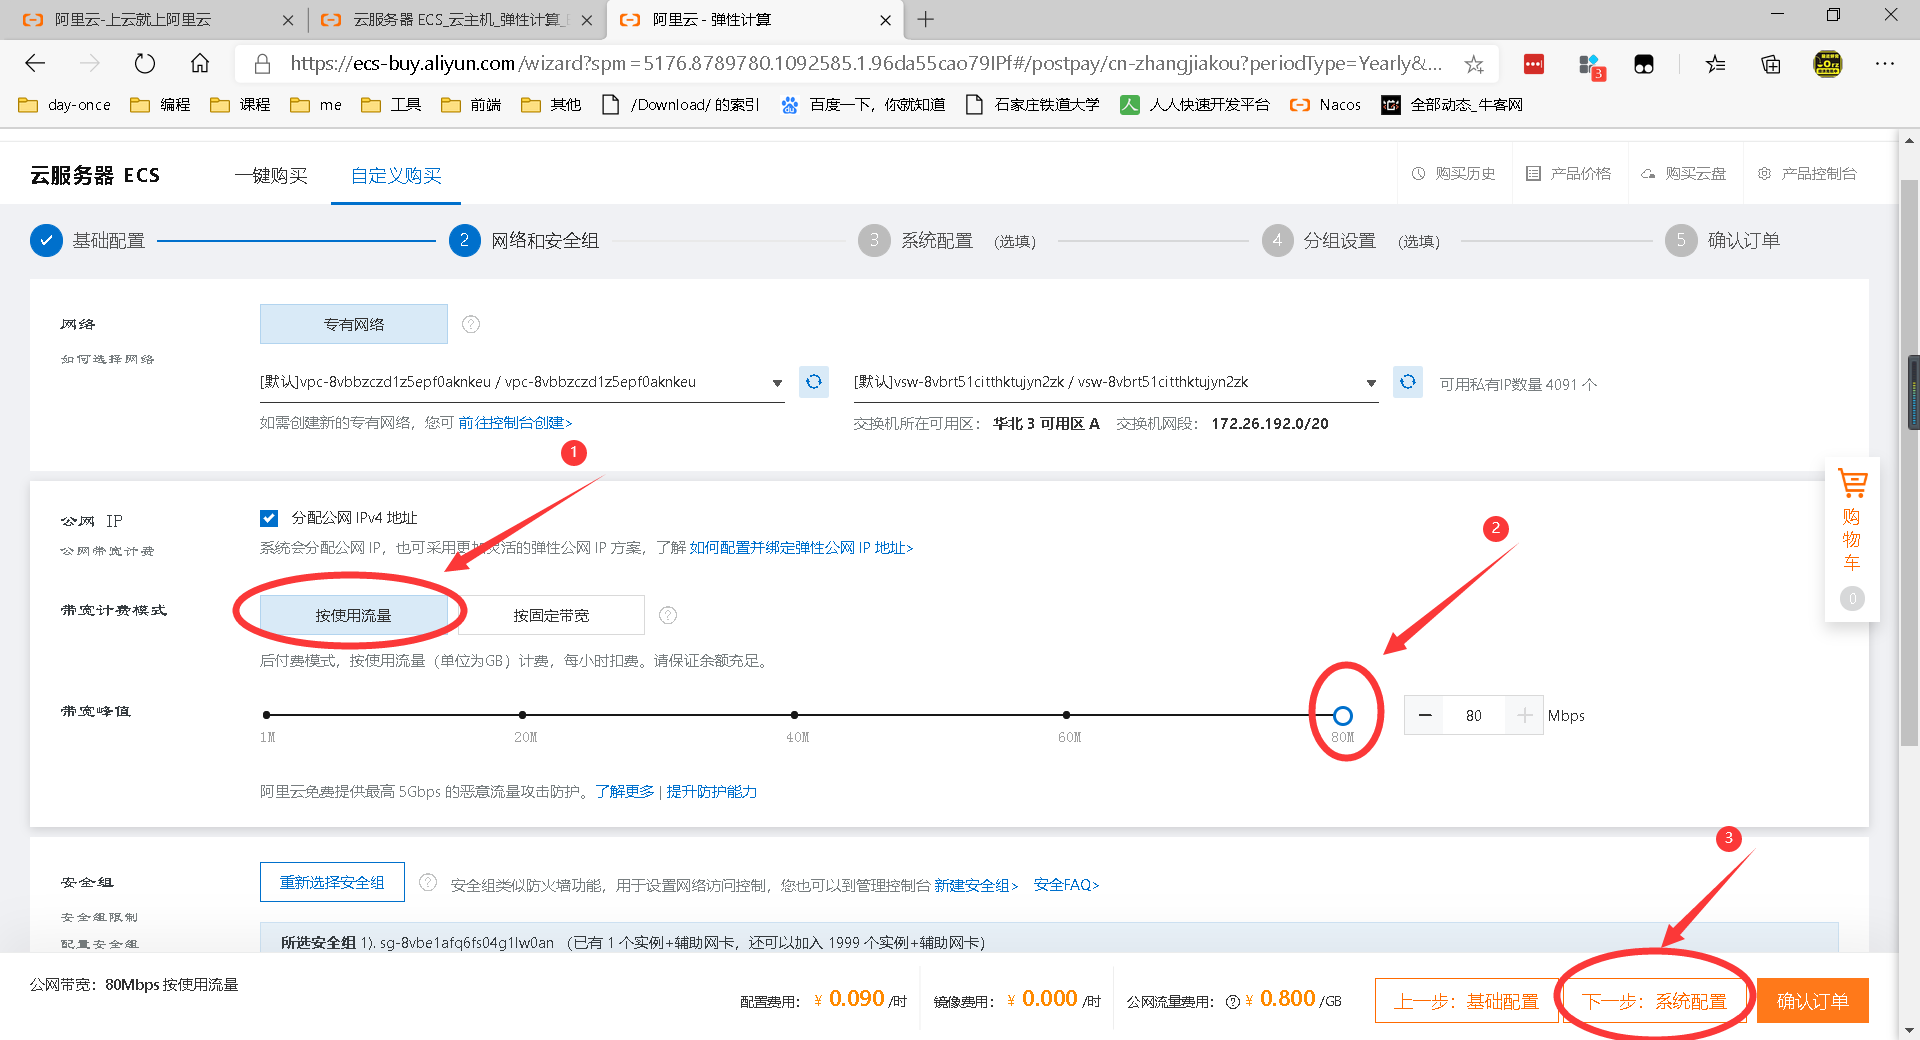 阿里云-上云就上阿里云
云服务器 ECS_云主机_弹性计算_
阿里云 - 弹性计算
https://ecs-buy.aliyun.com/wizard?spm=5176.8789780.1092585.1.96da55cao79IPf#/postpay/cn-zhangjiakou?periodType=Yearly&...
3
day-once 编程 课程 me 工具 前端 其他 /Download/ 的索引 百度一下，你就知道 石家庄铁道大学 人人快速开发平台 Nacos 全部动态_牛客网
云服务器 ECS 一键购买 自定义购买 购买历史 产品价格 购买云盘 产品控制台
基础配置 2 网络和安全组 3 系统配置 (选填) 4 分组设置 (选填) 5 确认订单
网络 专有网络 ?
如何选择网络
[默认]vpc-8vbbzczd1z5epf0aknkeu / vpc-8vbbzczd1z5epf0aknkeu [默认]vsw-8vbrt51citthktujyn2zk / vsw-8vbrt51citthktujyn2zk 可用私有IP数量 4091 个
如需创建新的专有网络，您可 前往控制台创建> 交换机所在可用区： 华北 3 可用区 A 交换机网段： 172.26.192.0/20
1
公网 IP 分配公网 IPv4 地址
公网带宽计费 系统会分配公网 IP，也可采用更加灵活的弹性公网 IP 方案，了解 如何配置并绑定弹性公网 IP 地址>
2
购物车
0
带宽计费模式 按使用流量 按固定带宽 ?
后付费模式，按使用流量（单位为GB）计费，每小时扣费。请保证余额充足。
带宽峰值 80 Mbps
1M 20M 40M 60M 80M
阿里云免费提供最高 5Gbps 的恶意流量攻击防护。了解更多 | 提升防护能力
3
安全组 重新选择安全组 ? 安全组类似防火墙功能，用于设置网络访问控制，您也可以到管理控制台 新建安全组> 安全FAQ>
安全组限制
配置安全组 所选安全组 1). sg-8vbe1afq6fs04g1lw0an （已有 1 个实例+辅助网卡，还可以加入 1999 个实例+辅助网卡）
公网带宽：80Mbps 按使用流量 配置费用： ¥ 0.090 /时 镜像费用： ¥ 0.000 /时 公网流量费用： ? ¥ 0.800 /GB 上一步：基础配置 下一步：系统配置 确认订单